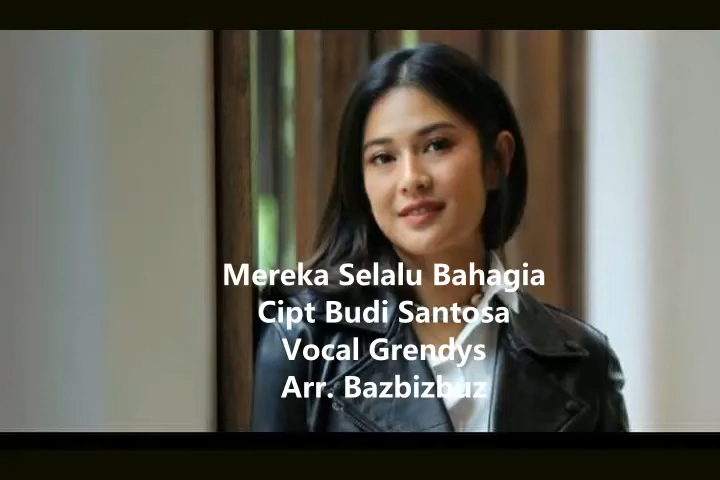 Mereka Selalu Bahagia
Cipt Budi Santosa
Vocal Grendys
Arr. Bazbizbuz